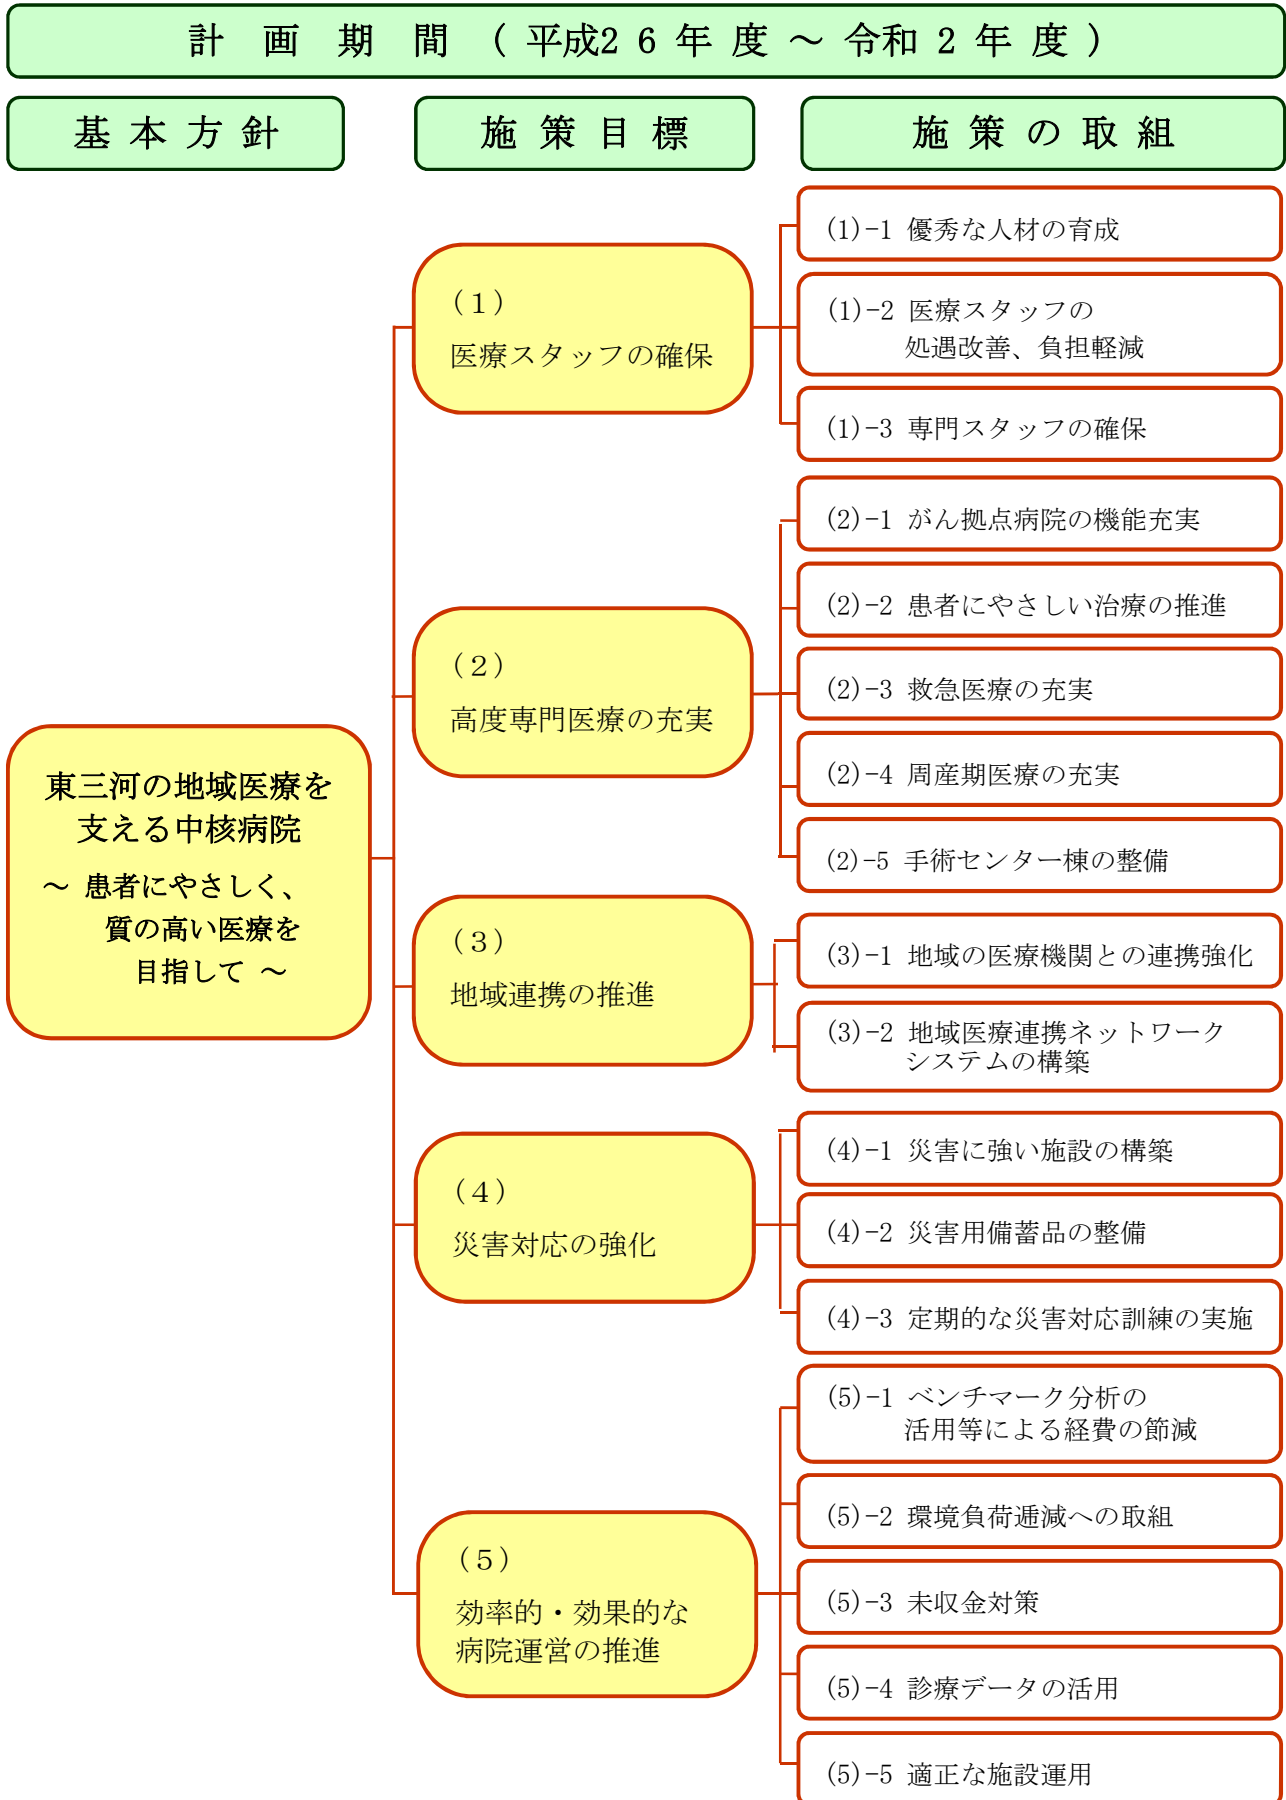 計画期間（平成26年度～令和2年度）
基本方針
施策目標
施策の取組
東三河の地域医療を
支える中核病院
～ 患者にやさしく、
質の高い医療を
目指して ～
（１）
医療スタッフの確保
(1)-1 優秀な人材の育成
(1)-2 医療スタッフの
処遇改善、負担軽減
(1)-3 専門スタッフの確保
（２）
高度専門医療の充実
(2)-1 がん拠点病院の機能充実
(2)-2 患者にやさしい治療の推進
(2)-3 救急医療の充実
(2)-4 周産期医療の充実
(2)-5 手術センター棟の整備
（３）
地域連携の推進
(3)-1 地域の医療機関との連携強化
(3)-2 地域医療連携ネットワーク
システムの構築
（４）
災害対応の強化
(4)-1 災害に強い施設の構築
(4)-2 災害用備蓄品の整備
(4)-3 定期的な災害対応訓練の実施
（５）
効率的・効果的な
病院運営の推進
(5)-1 ベンチマーク分析の
活用等による経費の節減
(5)-2 環境負荷逓減への取組
(5)-3 未収金対策
(5)-4 診療データの活用
(5)-5 適正な施設運用